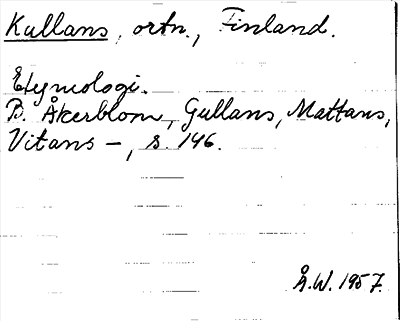 Kullans, ortn., Finland.
Etymologi.
B. Åkerblom, Gullans, Mattans,
Vitans –, s. 146.
Å.W. 1957.